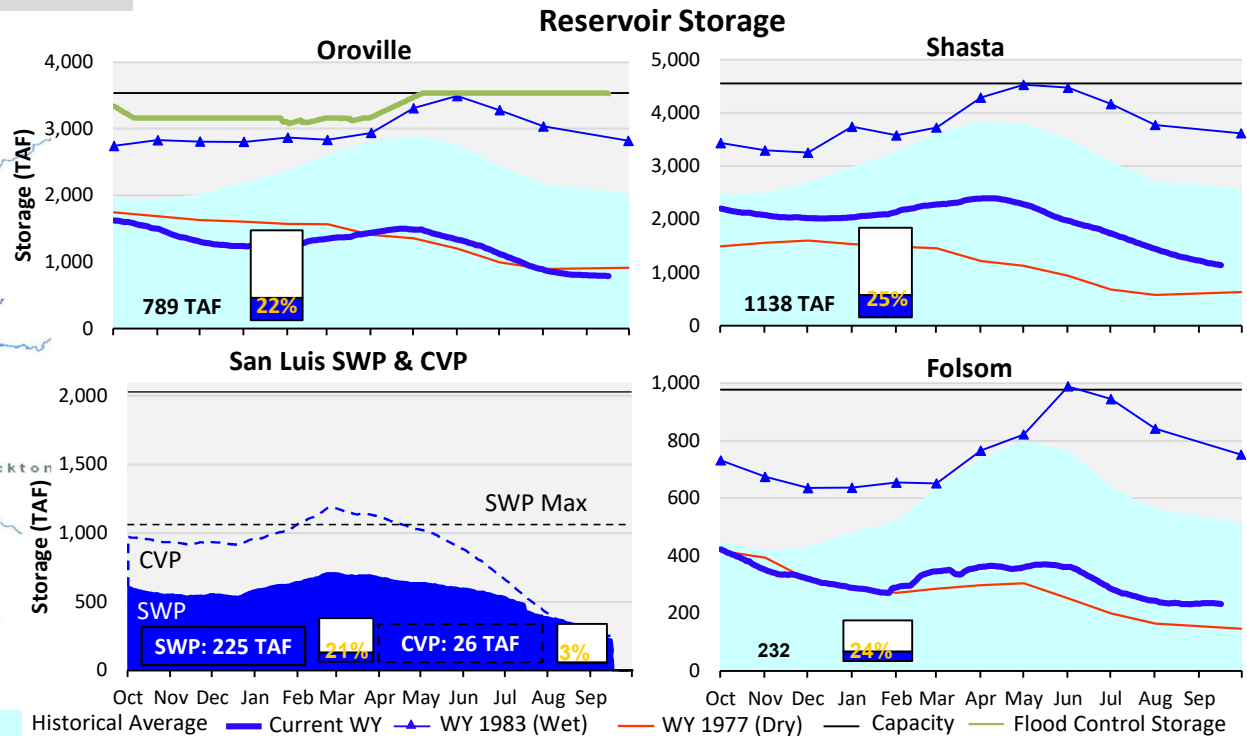 Reservoir Storage
Oroville
Shasta
Storage (TAF)
4,000
3,000
2,000
1,000
0
789 TAF
22%
5,000
4,000
3,000
2,000
1,000
0
1138 TAF
25%
San Luis SWP & CVP
Folsom
ckton
Storage (TAF)
2,000
1,500
1,000
500
0
SWP Max
CVP
SWP
SWP: 225 TAF
21%
CVP: 26 TAF
3%
Oct Nov Dec Jan Feb Mar Apr May Jun Jul Aug Sep
1,000
800
600
400
200
0
232
24%
Oct Nov Dec Jan Feb Mar Apr May Jun Jul Aug Sep
Historical Average Current WY WY 1983 (Wet) WY 1977 (Dry) Capacity Flood Control Storage